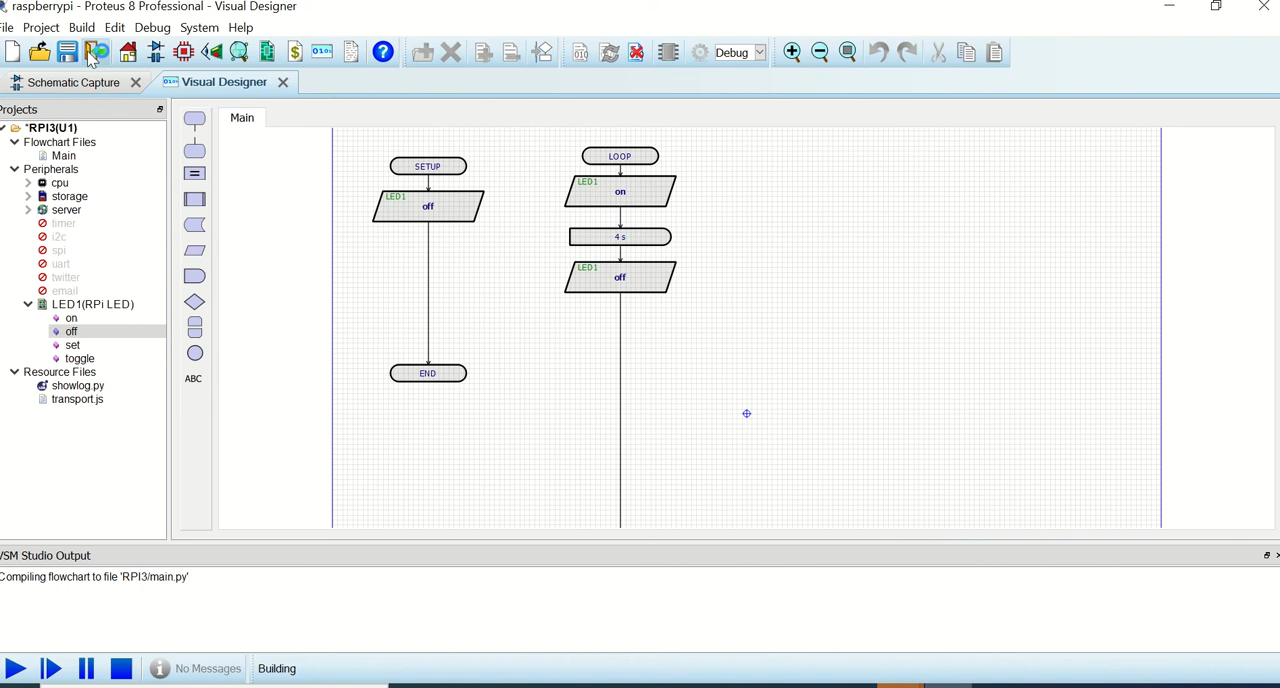 raspberrypi - Proteus 8 Professional - Visual Designer
ile Project Build Edit Debug System Help
$ 0101 ? Debug
Schematic Capture Visual Designer
rojects
Main
*RPI3(U1)
Flowchart Files
Main
Peripherals
cpu
storage
server
timer
i2c
spi
uart
twitter
email
LED1(RPi LED)
on
off
set
toggle
Resource Files
showlog.py
transport.js
ABC
SETUP
LED1
off
END
LOOP
LED1
on
4 s
LED1
off
VSM Studio Output
Compiling flowchart to file 'RPI3/main.py'
No Messages Building